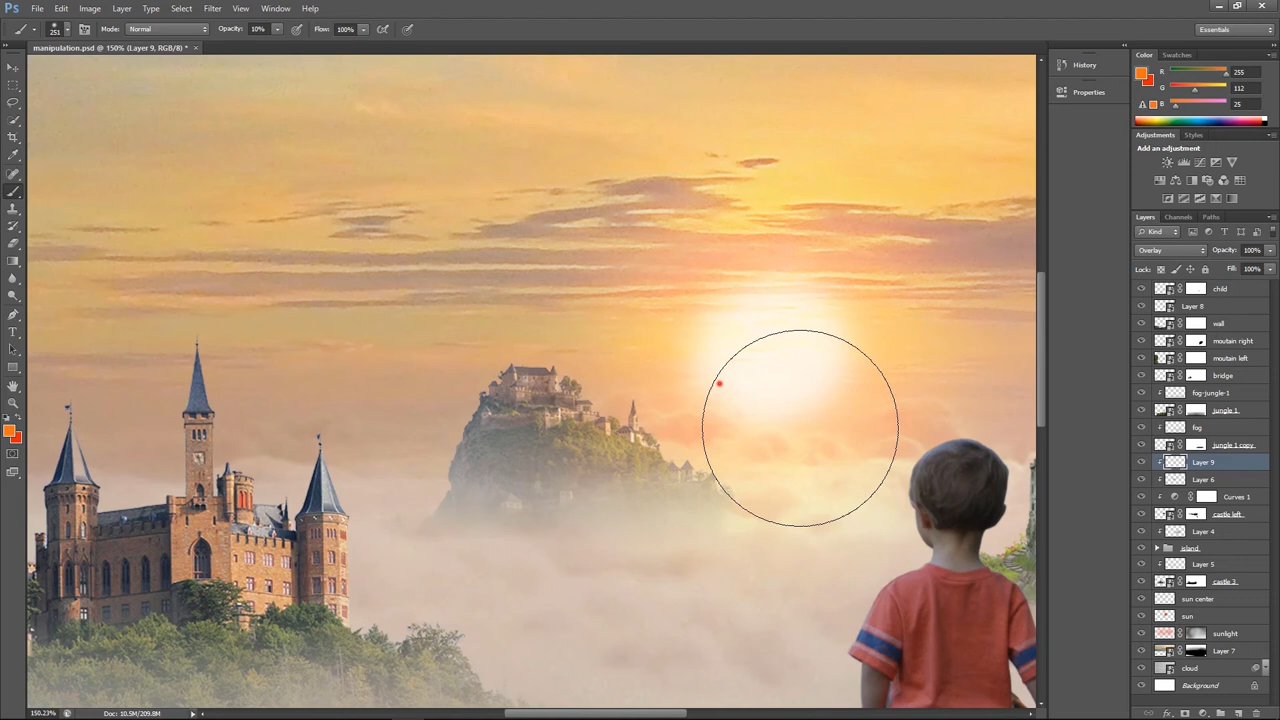 Ps File Edit Image Layer Type Select Filter View Window Help
251 Mode: Normal Opacity: 10% Flow: 100% Essentials
manipulation.psd @ 150% (Layer 9, RGB/8) * ×
History
Properties
Color Swatches
R 255
G 112
B 25
Adjustments Styles
Add an adjustment
Layers Channels Paths
Kind
Overlay Opacity: 100%
Lock: Fill: 100%
child
Layer 8
wall
moutain right
moutain left
bridge
fog-jungle-1
jungle 1
fog
jungle 1 copy
Layer 9
Layer 6
Curves 1
castle left
Layer 4
island
Layer 5
castle 3
sun center
sun
sunlight
Layer 7
cloud
Background
150.23% Doc: 10.5M/209.8M
fx